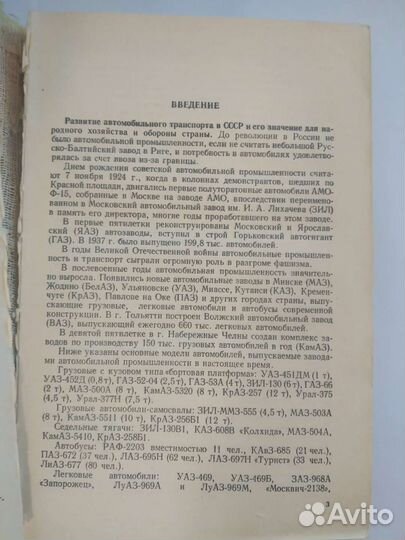 ВВЕДЕНИЕ
Развитие автомобильного транспорта в СССР и его значение для на-
родного хозяйства и обороны страны. До революции в России не
было автомобильной промышленности, если не считать небольшой Рус-
ско-Балтийский завод в Риге, и потребность в автомобилях удовлетво-
рялась за счет ввоза из-за границы.
Днем рождения советской автомобильной промышленности счита-
ют 7 ноября 1924 г., когда в колоннах демонстрантов, шедших по
Красной площади, двигались первые полуторатонные автомобили АМО-
Ф-15, собранные в Москве на заводе АМО, впоследствии переименован-
ном в Московский автомобильный завод им. И. А. Лихачева (ЗИЛ)
в память его директора, многие годы проработавшего на этом заводе.
В первые пятилетки реконструированы Московский и Ярославский
(ЯАЗ) автозаводы, вступил в строй Горьковский автогигант
(ГАЗ). В 1937 г. было выпущено 199,8 тыс. автомобилей.
В годы Великой Отечественной войны автомобильные промышлен-
ность и транспорт сыграли огромную роль в разгроме фашизма.
В послевоенные годы автомобильная промышленность значитель-
но выросла. Появились новые автомобильные заводы в Минске (МАЗ),
Жодино (БелАЗ), Ульяновске (УАЗ), Миассе, Кутаиси (КАЗ), Кремен-
чуге (КрАЗ), Павлове на Оке (ПАЗ) и других городах страны, выпу-
скающие грузовые, легковые автомобили и автобусы современной
конструкции. В г. Тольятти построен Волжский автомобильный завод
(ВАЗ), выпускающий ежегодно 660 тыс. легковых автомобилей.
В девятой пятилетке в г. Набережные Челны создан комплекс за-
водов по производству 150 тыс. грузовых автомобилей в год (КамАЗ).
Ниже указаны основные модели автомобилей, выпускаемые завода-
ми автомобильной промышленности в настоящее время.
Грузовые с кузовом типа «бортовая платформа»: УАЗ-451ДМ (1 т),
УАЗ-452Д (0,8 т), ГАЗ-52-04 (2,5 т), ГАЗ-53А (4 т), ЗИЛ-130 (6 т), ГАЗ-66
(2 т), МАЗ-500А (8 т), КамАЗ-5320 (8 т), КрАЗ-257 (12 т), Урал-375
(4,5 т), Урал-377Н (7,5 т).
Грузовые автомобили-самосвалы: ЗИЛ-ММЗ-555 (4,5 т), МАЗ-503А
(8 т), КамАЗ-5511 (10 т), КрАЗ-256Б1 (12 т).
Седельные тягачи: ЗИЛ-130В1, КАЗ-608В «Колхида», МАЗ-504А,
КамАЗ-5410, КрАЗ-258Б1.
Автобусы: РАФ-2203 вместимостью 11 чел., КАвЗ-685 (21 чел.),
ПАЗ-672 (37 чел.), ЛАЗ-695Н (62 чел.), ЛАЗ-697Н «Турист» (33 чел.),
ЛиАЗ-677 (80 чел.).
Легковые автомобили: УАЗ-469, УАЗ-469Б, ЗАЗ-968А
«Запорожец», ЛуАЗ-969А и ЛуАЗ-969М, «Москвич-2138»,
3
Avito